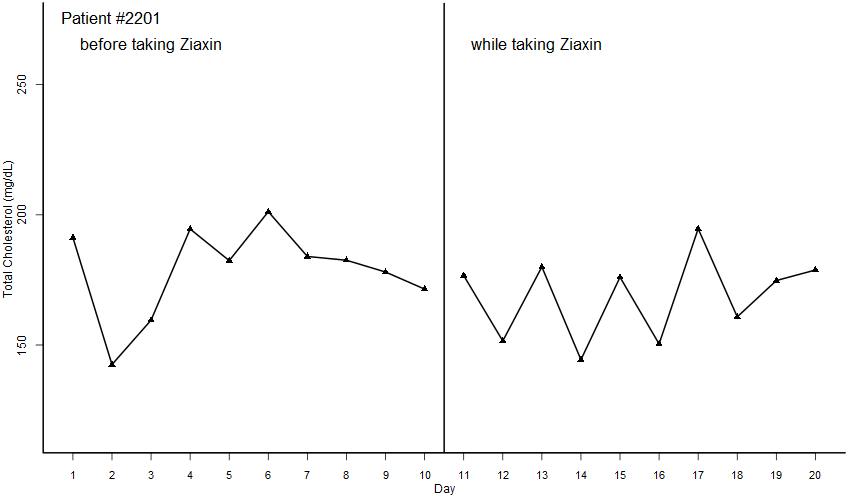 Patient #2201
before taking Ziaxin
while taking Ziaxin
Total Cholesterol (mg/dL)
250
200
150
1 2 3 4 5 6 7 8 9 10 11 12 13 14 15 16 17 18 19 20
Day